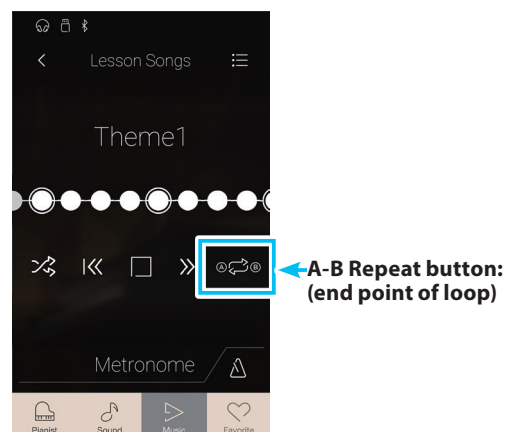 Lesson Songs
Theme1
A B
A-B Repeat button:
(end point of loop)
Metronome
Pianist Sound Music Favorite